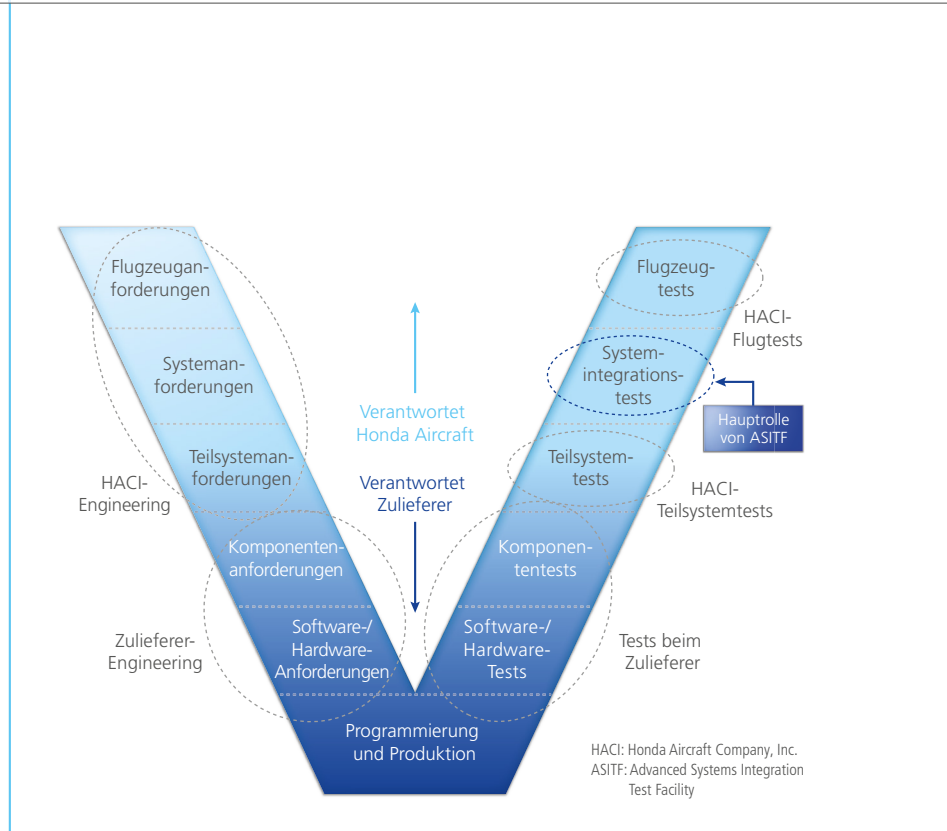 Flugzeugan-
forderungen
Systeman-
forderungen
Teilsysteman-
forderungen
HACI-
Engineering
Komponenten-
anforderungen
Software-/
Hardware-
Anforderungen
Zulieferer-
Engineering
Programmierung
und Produktion
Verantwortet
Honda Aircraft
Verantwortet
Zulieferer
Flugzeug-
tests
HACI-
Flugtests
System-
integrations-
tests
Hauptrolle
von ASITF
Teilsystem-
tests
HACI-
Teilsystemtests
Komponen-
tentests
Software-/
Hardware-
Tests
Tests beim
Zulieferer
HACI: Honda Aircraft Company, Inc.
ASITF: Advanced Systems Integration
Test Facility